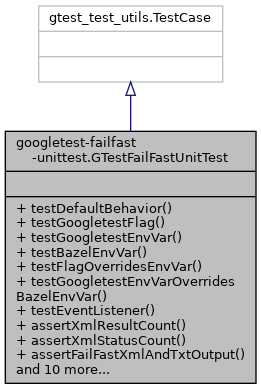 gtest_test_utils.TestCase
googletest-failfast
-unittest.GTestFailFastUnitTest
+ testDefaultBehavior()
+ testGoogletestFlag()
+ testGoogletestEnvVar()
+ testBazelEnvVar()
+ testFlagOverridesEnvVar()
+ testGoogletestEnvVarOverrides
BazelEnvVar()
+ testEventListener()
+ assertXmlResultCount()
+ assertXmlStatusCount()
+ assertFailFastXmlAndTxtOutput()
and 10 more...